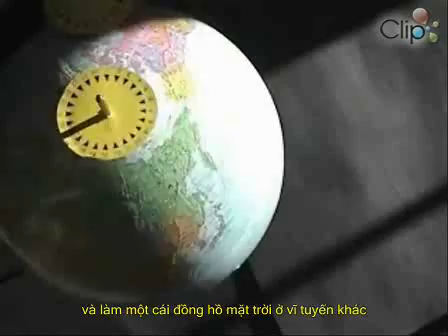 Clip
và làm một cái đồng hồ mặt trời ở vĩ tuyến khác